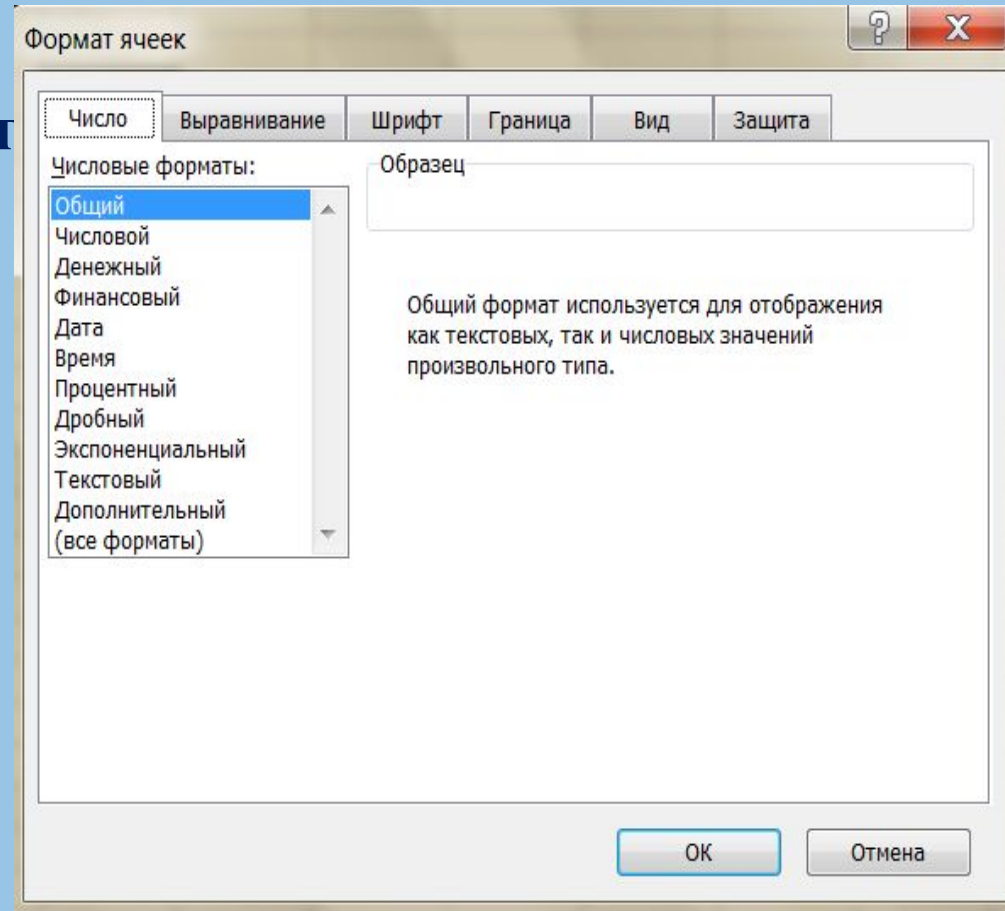 Формат ячеек
Число Выравнивание Шрифт Граница Вид Защита
Числовые форматы:
Образец
Общий
Числовой
Денежный
Финансовый
Дата
Время
Процентный
Дробный
Экспоненциальный
Текстовый
Дополнительный
(все форматы)
Общий формат используется для отображения
как текстовых, так и числовых значений
произвольного типа.
ОК Отмена